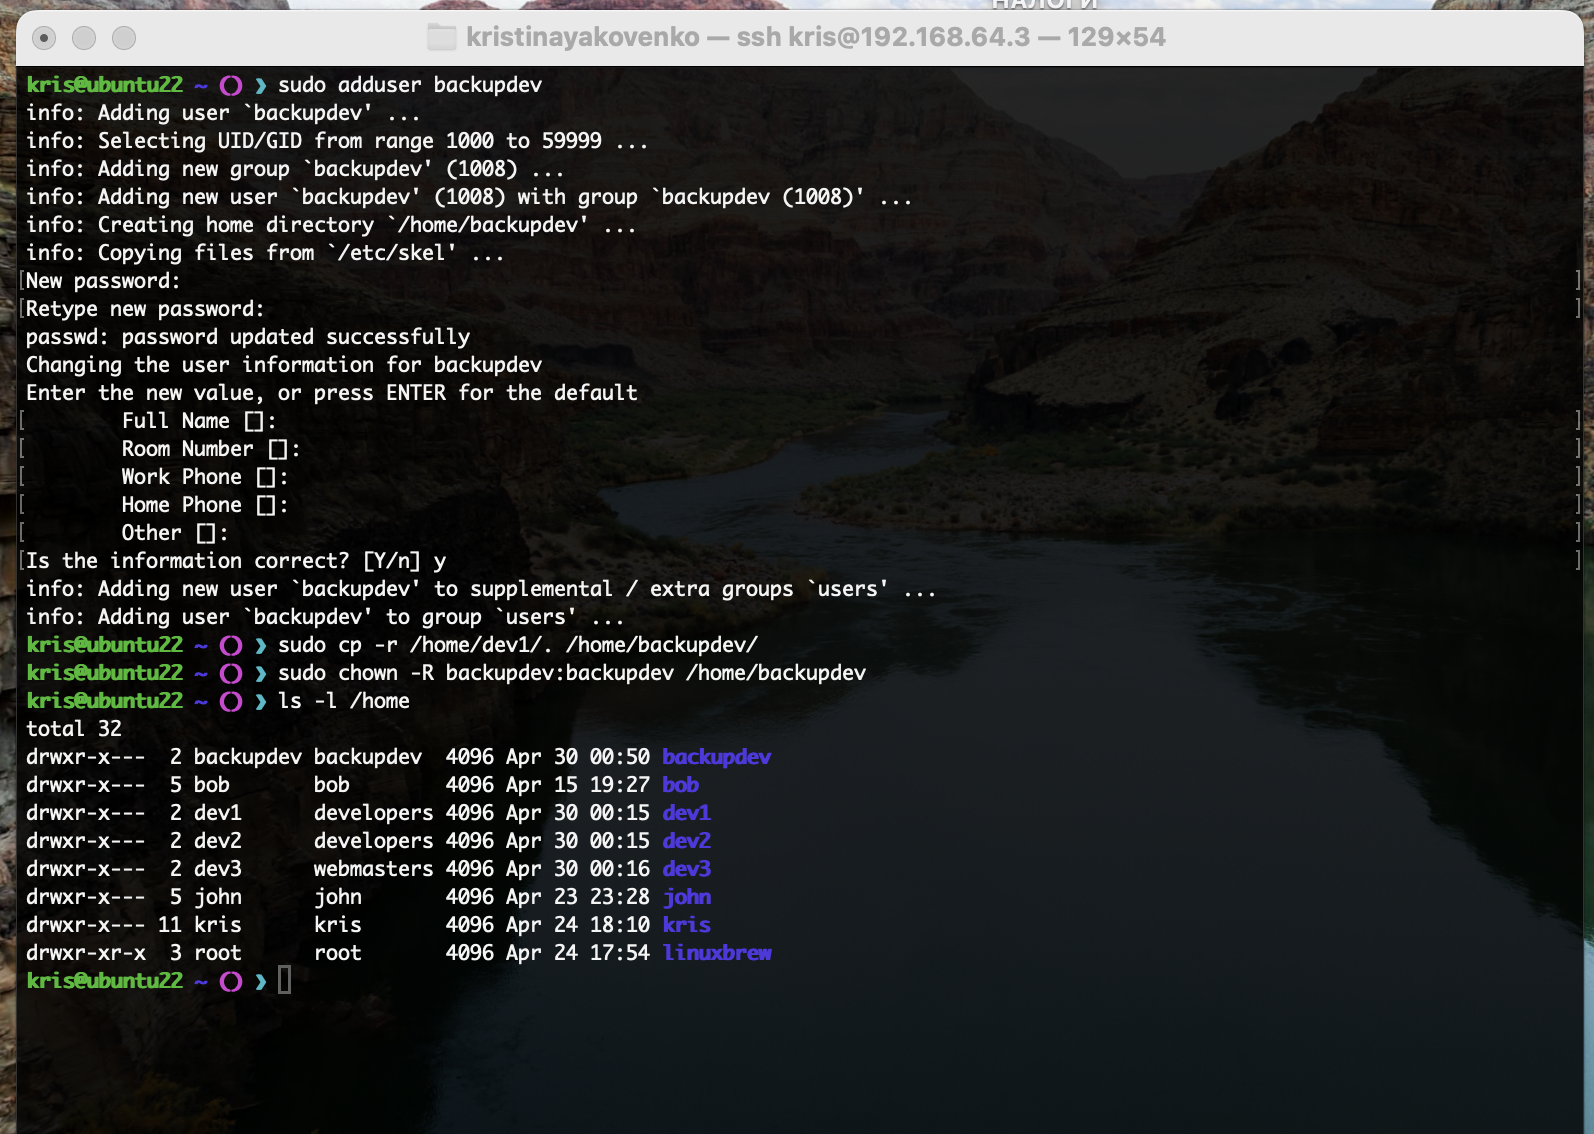 НАЛОГИ
kristinayakovenko — ssh kris@192.168.64.3 — 129×54
kris@ubuntu22 ~ () ❯ sudo adduser backupdev
info: Adding user `backupdev' ...
info: Selecting UID/GID from range 1000 to 59999 ...
info: Adding new group `backupdev' (1008) ...
info: Adding new user `backupdev' (1008) with group `backupdev (1008)' ...
info: Creating home directory `/home/backupdev' ...
info: Copying files from `/etc/skel' ...
[New password: ]
[Retype new password: ]
passwd: password updated successfully
Changing the user information for backupdev
Enter the new value, or press ENTER for the default
[ Full Name []: ]
[ Room Number []: ]
[ Work Phone []: ]
[ Home Phone []: ]
[ Other []: ]
[Is the information correct? [Y/n] y ]
info: Adding new user `backupdev' to supplemental / extra groups `users' ...
info: Adding user `backupdev' to group `users' ...
kris@ubuntu22 ~ () ❯ sudo cp -r /home/dev1/. /home/backupdev/
kris@ubuntu22 ~ () ❯ sudo chown -R backupdev:backupdev /home/backupdev
kris@ubuntu22 ~ () ❯ ls -l /home
total 32
drwxr-x--- 2 backupdev backupdev 4096 Apr 30 00:50 backupdev
drwxr-x--- 5 bob bob 4096 Apr 15 19:27 bob
drwxr-x--- 2 dev1 developers 4096 Apr 30 00:15 dev1
drwxr-x--- 2 dev2 developers 4096 Apr 30 00:15 dev2
drwxr-x--- 2 dev3 webmasters 4096 Apr 30 00:16 dev3
drwxr-x--- 5 john john 4096 Apr 23 23:28 john
drwxr-x--- 11 kris kris 4096 Apr 24 18:10 kris
drwxr-xr-x 3 root root 4096 Apr 24 17:54 linuxbrew
kris@ubuntu22 ~ () ❯